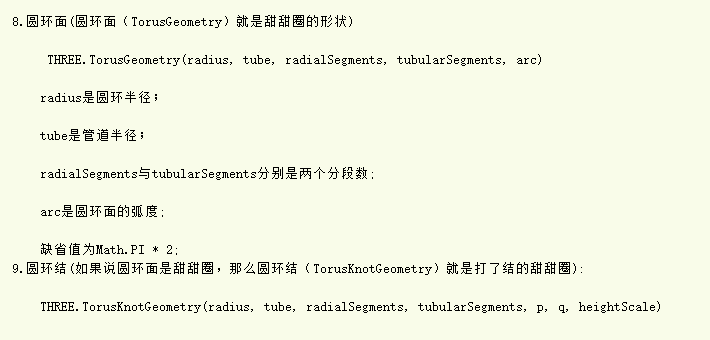 8.圆环面(圆环面（TorusGeometry）就是甜甜圈的形状)
THREE.TorusGeometry(radius, tube, radialSegments, tubularSegments, arc)
radius是圆环半径；
tube是管道半径；
radialSegments与tubularSegments分别是两个分段数;
arc是圆环面的弧度;
缺省值为Math.PI * 2;
9.圆环结(如果说圆环面是甜甜圈，那么圆环结（TorusKnotGeometry）就是打了结的甜甜圈):
THREE.TorusKnotGeometry(radius, tube, radialSegments, tubularSegments, p, q, heightScale)